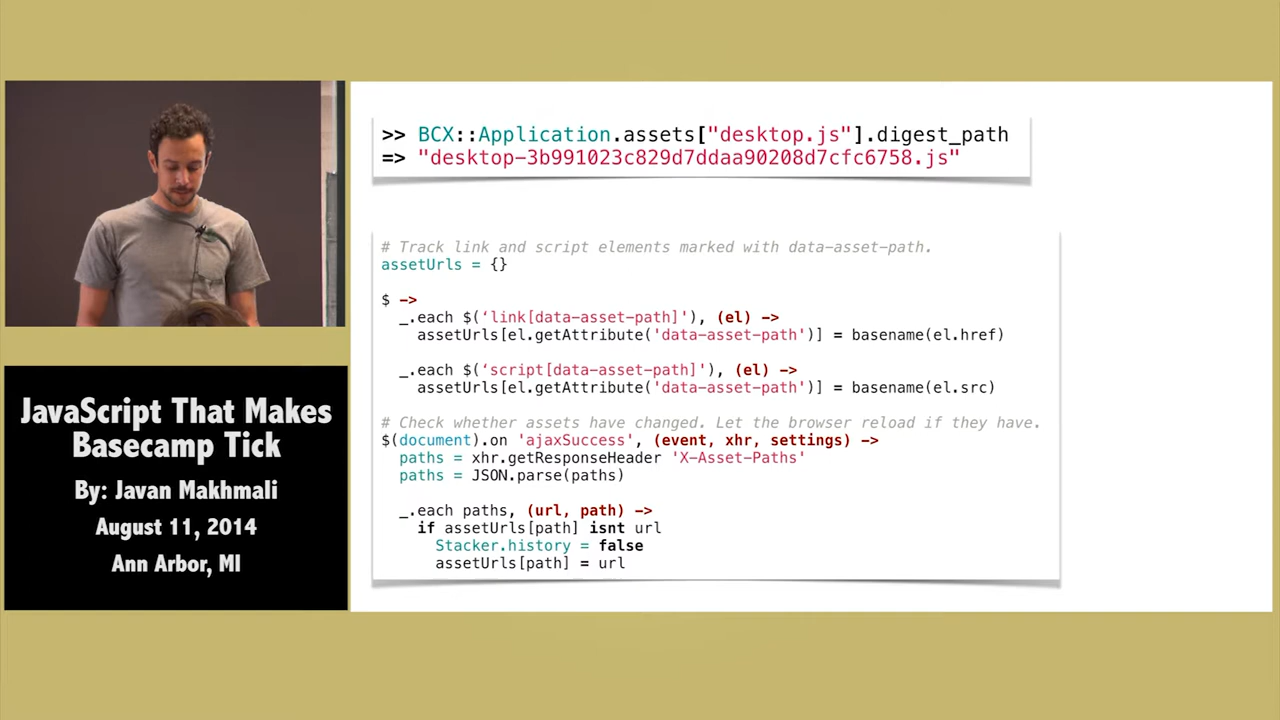 >> BCX::Application.assets["desktop.js"].digest_path
=> "desktop-3b991023c829d7ddaa90208d7cfc6758.js"
# Track link and script elements marked with data-asset-path.
assetUrls = {}
$ ->
_.each $('link[data-asset-path]'), (el) ->
assetUrls[el.getAttribute('data-asset-path')] = basename(el.href)
_.each $('script[data-asset-path]'), (el) ->
assetUrls[el.getAttribute('data-asset-path')] = basename(el.src)
# Check whether assets have changed. Let the browser reload if they have.
$(document).on 'ajaxSuccess', (event, xhr, settings) ->
paths = xhr.getResponseHeader 'X-Asset-Paths'
paths = JSON.parse(paths)
_.each paths, (url, path) ->
if assetUrls[path] isnt url
Stacker.history = false
assetUrls[path] = url
JavaScript That Makes
Basecamp Tick
By: Javan Makhmali
August 11, 2014
Ann Arbor, MI